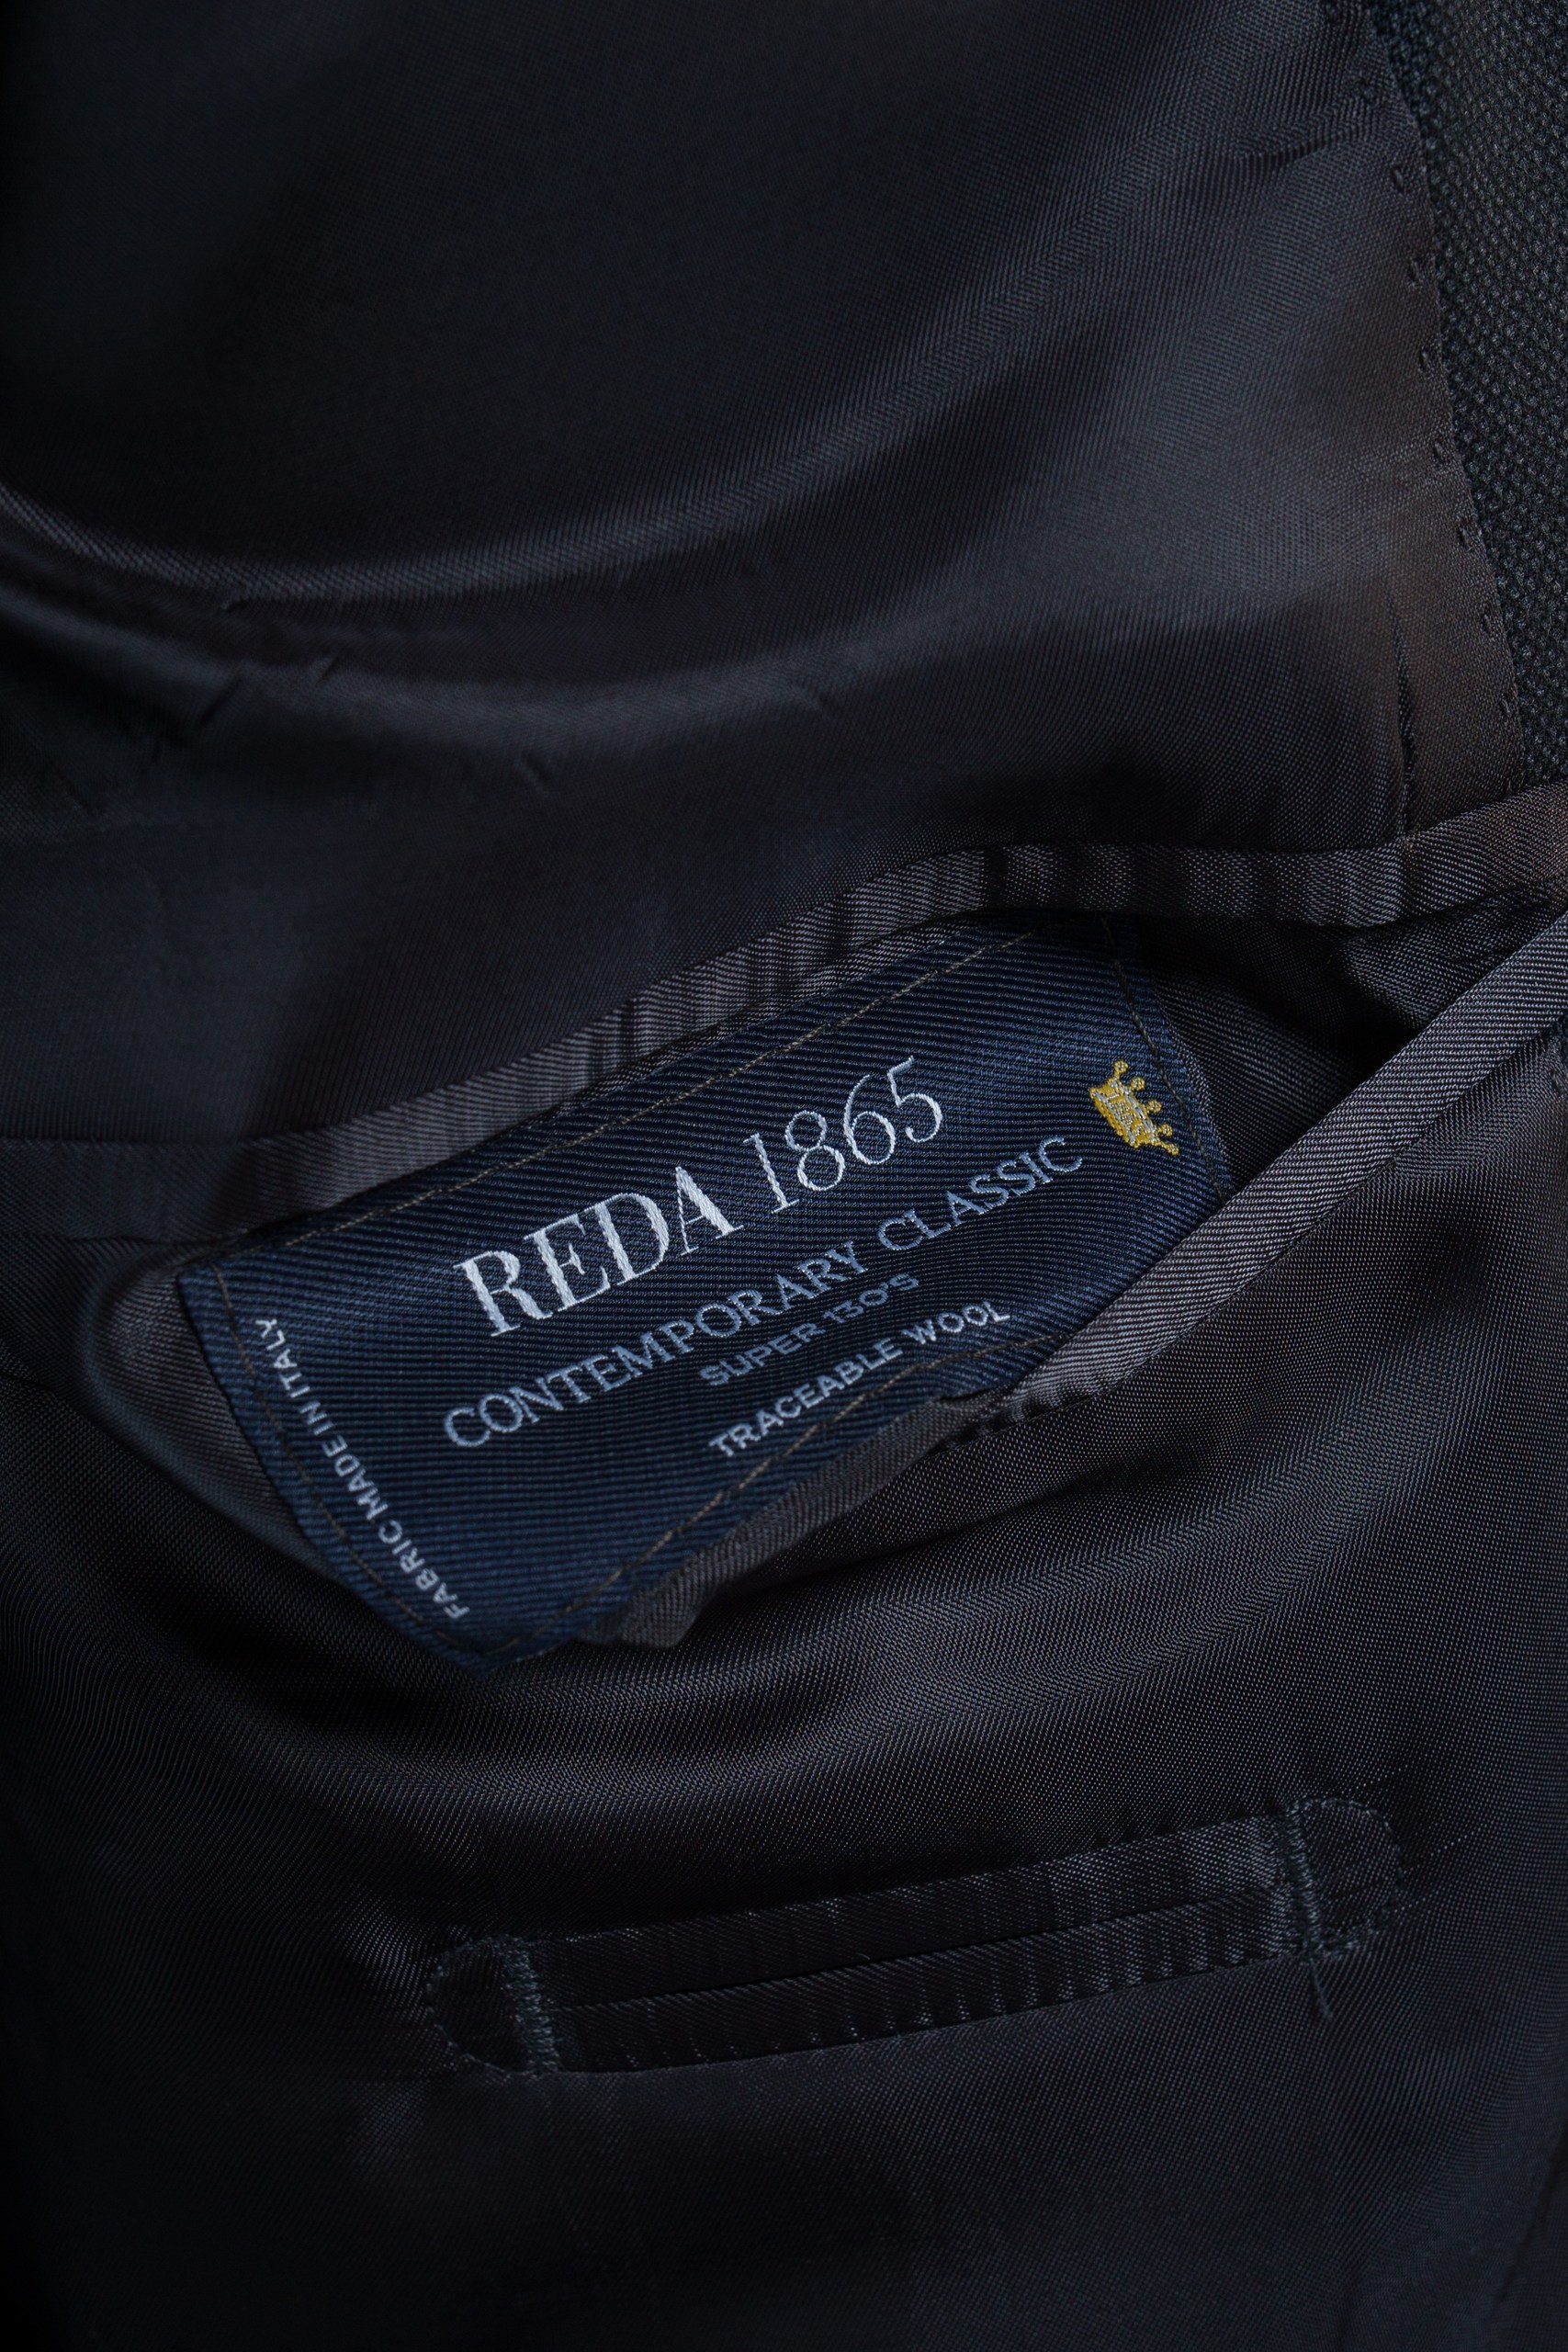 REDA 1865
CONTEMPORARY CLASSIC
SUPER 130'S
TRACEABLE WOOL
FABRIC MADE IN ITALY